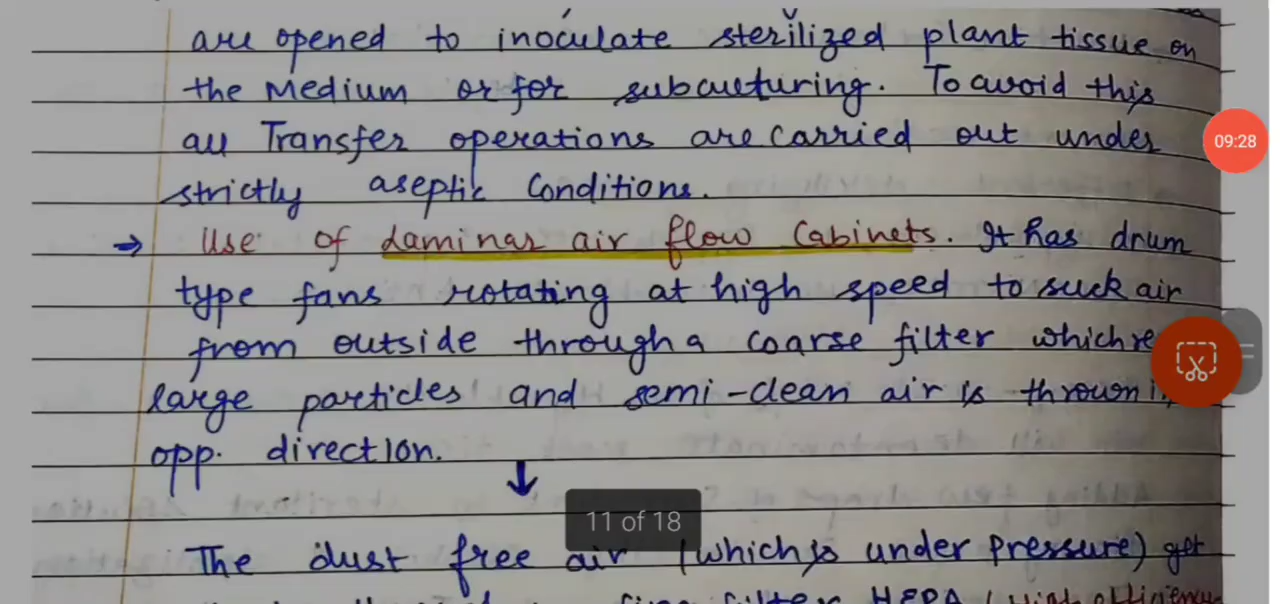 are opened to inoculate sterilized plant tissue on
the Medium or for subculturing. To avoid this
all Transfer operations are carried out under
strictly aseptic Conditions.
→ Use of Laminar air flow Cabinets. It has drum
type fans rotating at high speed to suck air
from outside through a coarse filter which re
large particles and semi-clean air is thrown i
opp. direction.
↓
The dust free air (which is under pressure) get
filter HEPA
09:28
11 of 18